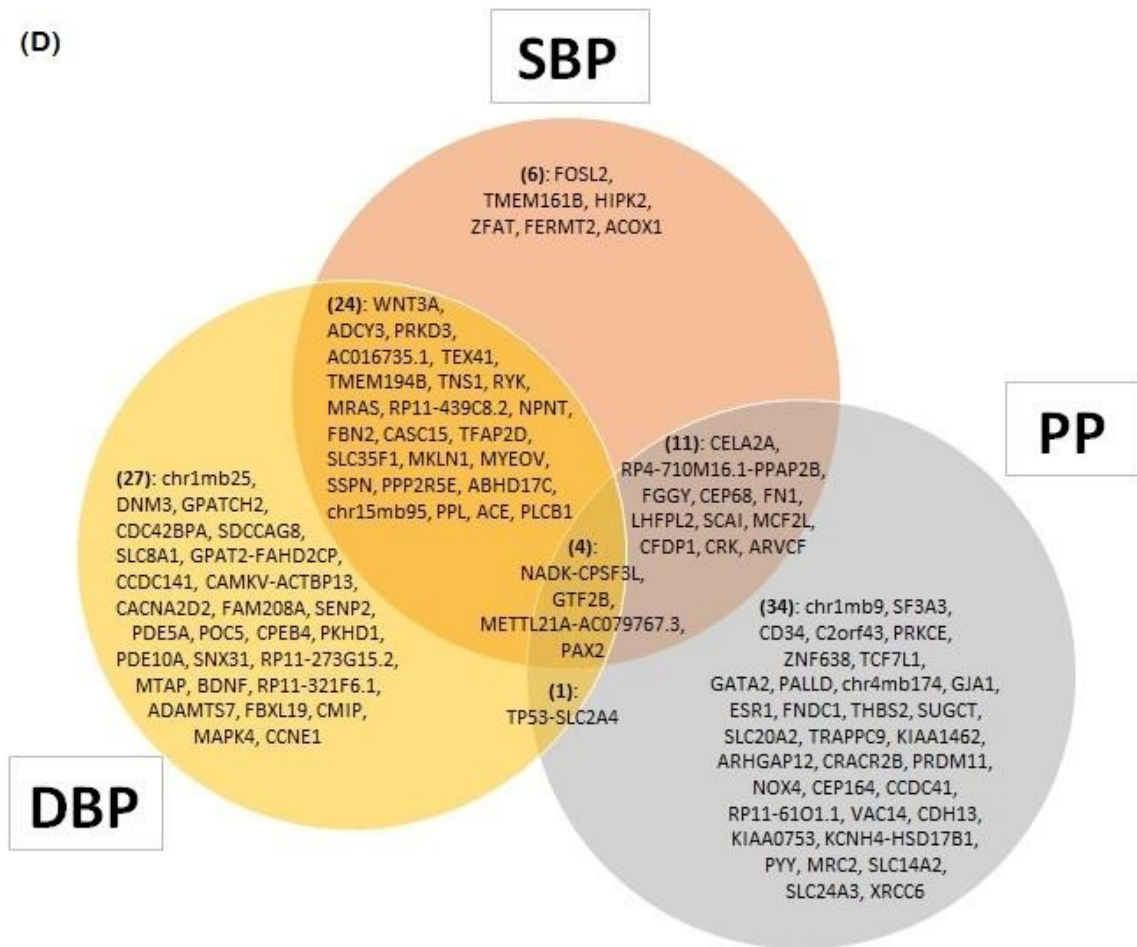 (D)
SBP
(6): FOSL2,
TMEM161B, HIPK2,
ZFAT, FERMT2, ACOX1
(24): WNT3A,
ADCY3, PRKD3,
AC016735.1, TEX41,
TMEM194B, TNS1, RYK,
MRAS, RP11-439C8.2, NPNT,
FBN2, CASC15, TFAP2D,
SLC35F1, MKLN1, MYEOV,
SSPN, PPP2R5E, ABHD17C,
chr15mb95, PPL, ACE, PLCB1
PP
(11): CELA2A,
RP4-710M16.1-PPAP2B,
FGGY, CEP68, FN1,
LHFPL2, SCAI, MCF2L,
CFDP1, CRK, ARVCF
(27): chr1mb25,
DNM3, GPATCH2,
CDC42BPA, SDCCAG8,
SLC8A1, GPAT2-FAHD2CP,
CCDC141, CAMKV-ACTBP13,
CACNA2D2, FAM208A, SENP2,
PDE5A, POC5, CPEB4, PKHD1,
PDE10A, SNX31, RP11-273G15.2,
MTAP, BDNF, RP11-321F6.1,
ADAMTS7, FBXL19, CMIP,
MAPK4, CCNE1
(4):
NADK-CPSF3L,
GTF2B,
METTL21A-AC079767.3,
PAX2
(1):
TP53-SLC2A4
(34): chr1mb9, SF3A3,
CD34, C2orf43, PRKCE,
ZNF638, TCF7L1,
GATA2, PALLD, chr4mb174, GJA1,
ESR1, FNDC1, THBS2, SUGCT,
SLC20A2, TRAPPC9, KIAA1462,
ARHGAP12, CRACR2B, PRDM11,
NOX4, CEP164, CCDC41,
RP11-61O1.1, VAC14, CDH13,
KIAA0753, KCNH4-HSD17B1,
PYY, MRC2, SLC14A2,
SLC24A3, XRCC6
DBP